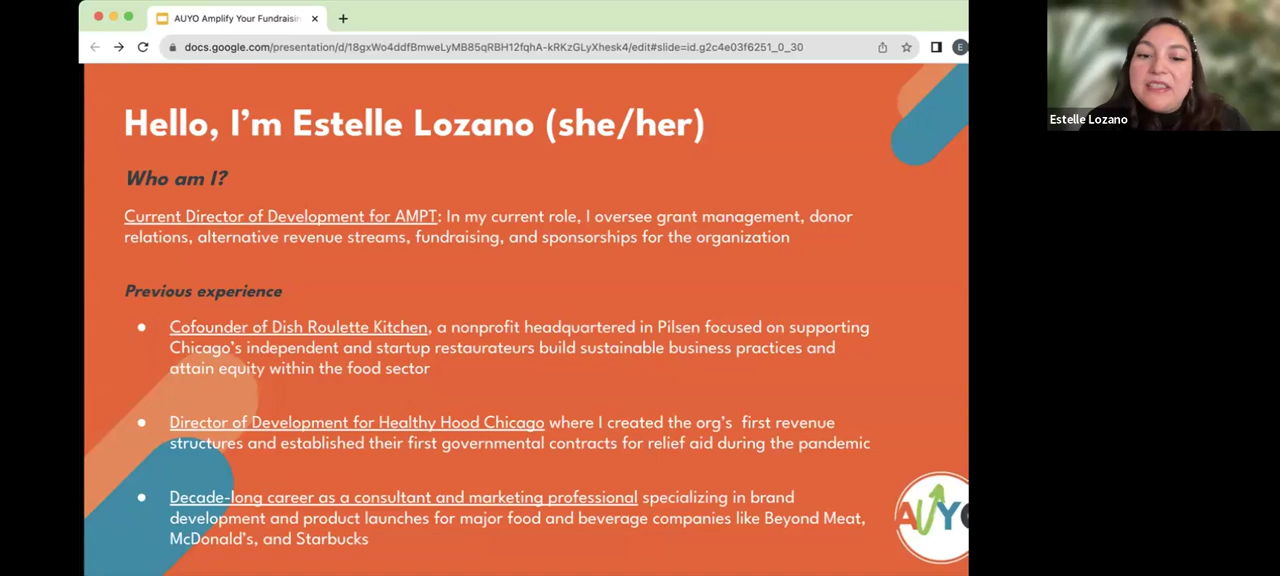 AUYO Amplify Your Fundraisin
docs.google.com/presentation/d/18gxWo4ddfBmweLyMB85qRBH12fqhA-kRKzGLyXhesk4/edit#slide=id.g2c4e03f6251_0_30
E
Hello, I'm Estelle Lozano (she/her)
Who am I?
Current Director of Development for AMPT: In my current role, I oversee grant management, donor
relations, alternative revenue streams, fundraising, and sponsorships for the organization
Previous experience
● Cofounder of Dish Roulette Kitchen, a nonprofit headquartered in Pilsen focused on supporting
Chicago's independent and startup restaurateurs build sustainable business practices and
attain equity within the food sector
● Director of Development for Healthy Hood Chicago where I created the org's first revenue
structures and established their first governmental contracts for relief aid during the pandemic
● Decade-long career as a consultant and marketing professional specializing in brand
development and product launches for major food and beverage companies like Beyond Meat,
McDonald's, and Starbucks
AUYO
Estelle Lozano